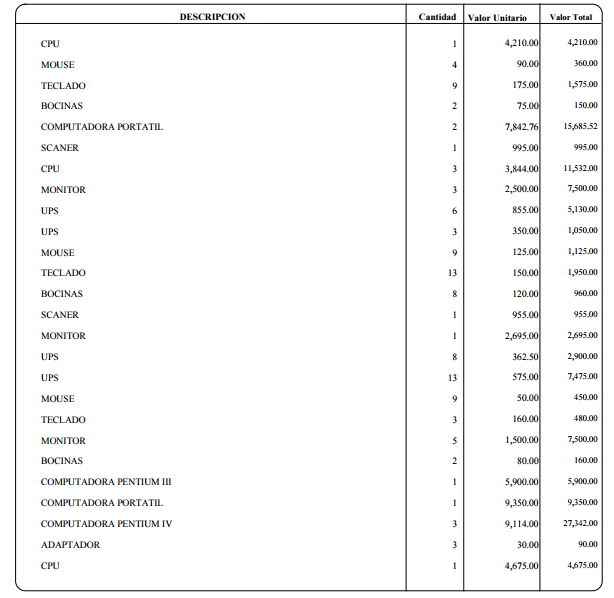 DESCRIPCION Cantidad Valor Unitario Valor Total
CPU 1 4,210.00 4,210.00
MOUSE 4 90.00 360.00
TECLADO 9 175.00 1,575.00
BOCINAS 2 75.00 150.00
COMPUTADORA PORTATIL 2 7,842.76 15,685.52
SCANER 1 995.00 995.00
CPU 3 3,844.00 11,532.00
MONITOR 3 2,500.00 7,500.00
UPS 6 855.00 5,130.00
UPS 3 350.00 1,050.00
MOUSE 9 125.00 1,125.00
TECLADO 13 150.00 1,950.00
BOCINAS 8 120.00 960.00
SCANER 1 955.00 955.00
MONITOR 1 2,695.00 2,695.00
UPS 8 362.50 2,900.00
UPS 13 575.00 7,475.00
MOUSE 9 50.00 450.00
TECLADO 3 160.00 480.00
MONITOR 5 1,500.00 7,500.00
BOCINAS 2 80.00 160.00
COMPUTADORA PENTIUM III 1 5,900.00 5,900.00
COMPUTADORA PORTATIL 1 9,350.00 9,350.00
COMPUTADORA PENTIUM IV 3 9,114.00 27,342.00
ADAPTADOR 3 30.00 90.00
CPU 1 4,675.00 4,675.00